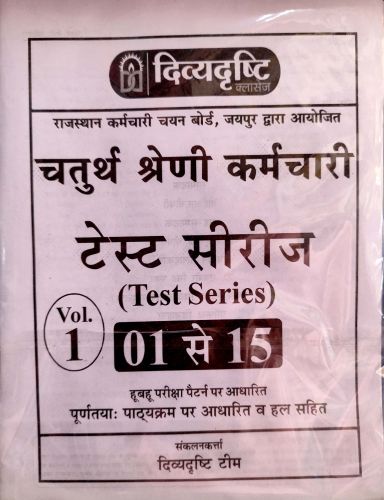 दिव्यदृष्टि
क्लासेज
राजस्थान कर्मचारी चयन बोर्ड, जयपुर द्वारा आयोजित
चतुर्थ श्रेणी कर्मचारी
टेस्ट सीरीज
(Test Series)
Vol.
1
01 से 15
हूबहू परीक्षा पैटर्न पर आधारित
पूर्णतयाः पाठ्यक्रम पर आधारित व हल सहित
संकलनकर्त्ता
दिव्यदृष्टि टीम